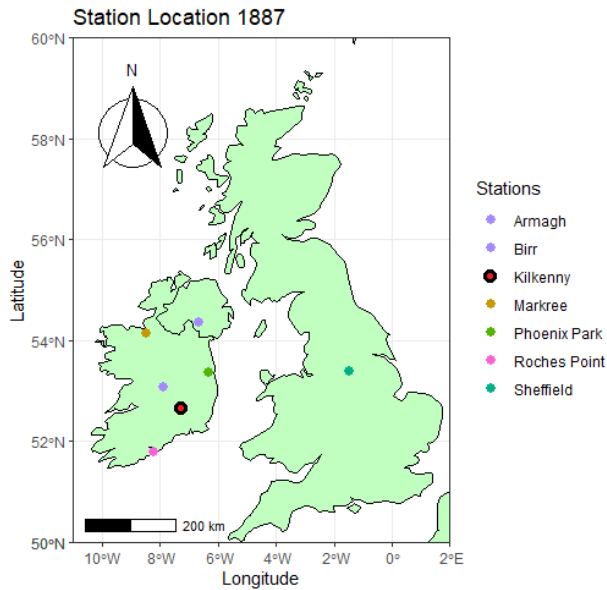 Station Location 1887
60°N
58°N
56°N
54°N
52°N
50°N
Latitude
N
200 km
10°W
8°W
6°W
4°W
2°W
0°
2°E
Longitude
Stations
Armagh
Birr
Kilkenny
Markree
Phoenix Park
Roches Point
Sheffield